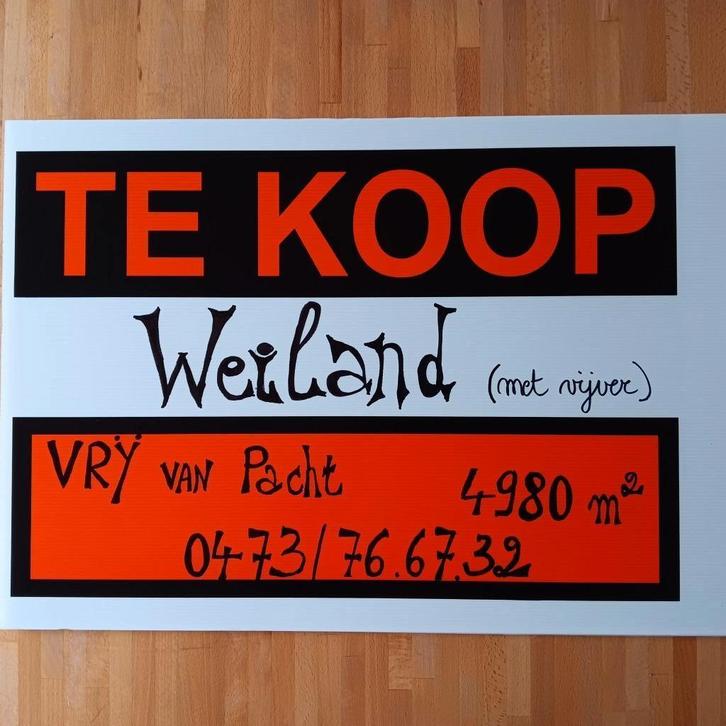 TE KOOP
Weiland (met vijver)
VRÿ VAN Pacht 4980 m²
0473/76.67.32